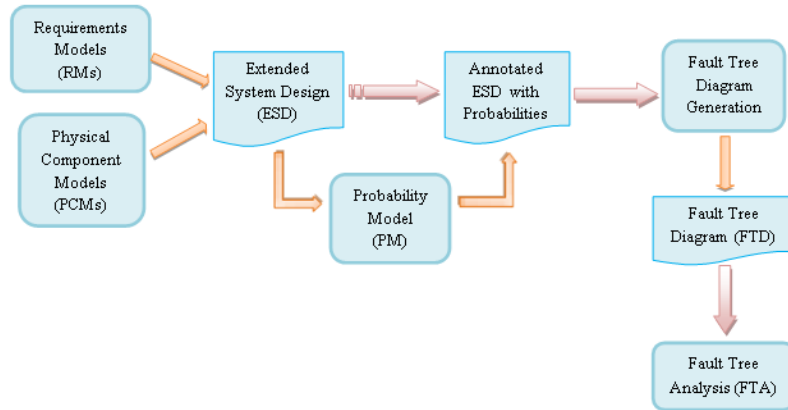 Requirements
Models
(RMs)
Physical
Component
Models
(PCMs)
Extended
System Design
(ESD)
Probability
Model
(PM)
Annotated
ESD with
Probabilities
Fault Tree
Diagram
Generation
Fault Tree
Diagram (FTD)
Fault Tree
Analysis (FTA)